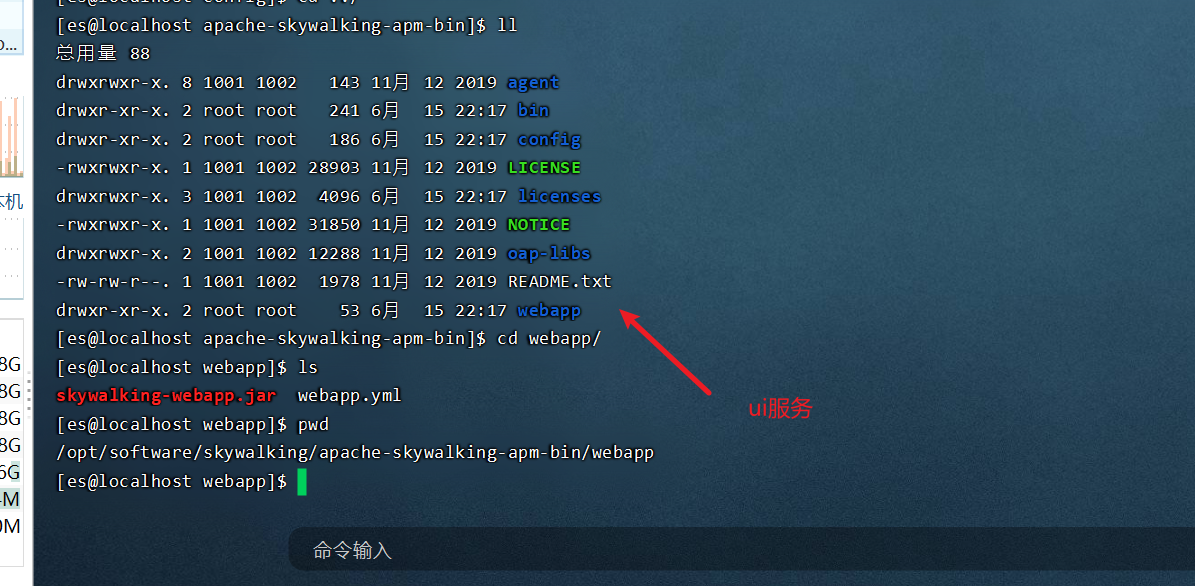 [es@localhost config]$ cd ../
[es@localhost apache-skywalking-apm-bin]$ ll
总用量 88
drwxrwxr-x. 8 1001 1002   143 11月  12 2019 agent
drwxr-xr-x. 2 root root   241 6月   15 22:17 bin
drwxr-xr-x. 2 root root   186 6月   15 22:17 config
-rwxrwxr-x. 1 1001 1002 28903 11月  12 2019 LICENSE
drwxrwxr-x. 3 1001 1002  4096 6月   15 22:17 licenses
-rwxrwxr-x. 1 1001 1002 31850 11月  12 2019 NOTICE
drwxrwxr-x. 2 1001 1002 12288 11月  12 2019 oap-libs
-rw-rw-r--. 1 1001 1002  1978 11月  12 2019 README.txt
drwxr-xr-x. 2 root root    53 6月   15 22:17 webapp
[es@localhost apache-skywalking-apm-bin]$ cd webapp/
[es@localhost webapp]$ ls
skywalking-webapp.jar  webapp.yml
[es@localhost webapp]$ pwd
/opt/software/skywalking/apache-skywalking-apm-bin/webapp
[es@localhost webapp]$
ui服务
命令输入